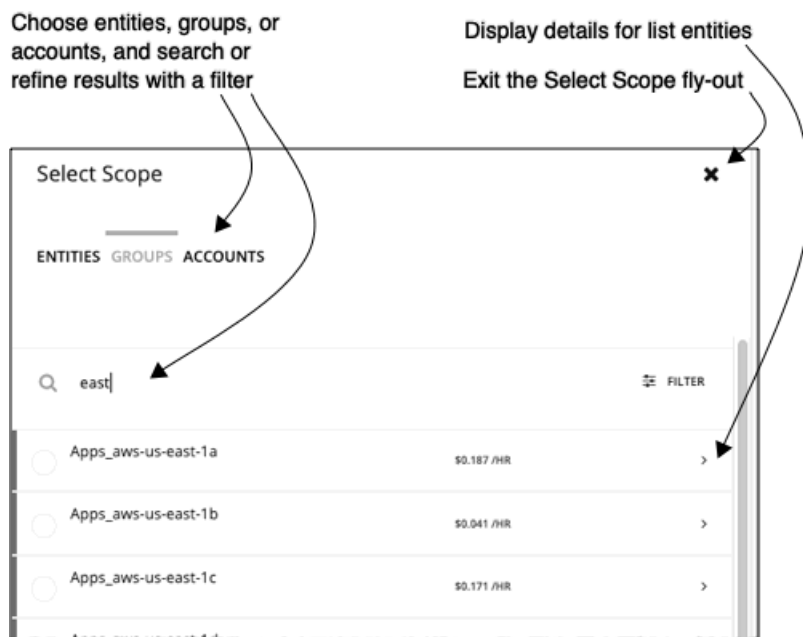 Choose entities, groups, or
accounts, and search or
refine results with a filter
Display details for list entities
Exit the Select Scope fly-out
Select Scope
ENTITIES GROUPS ACCOUNTS
east
FILTER
Apps_aws-us-east-1a
$0.187 /HR
Apps_aws-us-east-1b
$0.041 /HR
Apps_aws-us-east-1c
$0.171 /HR